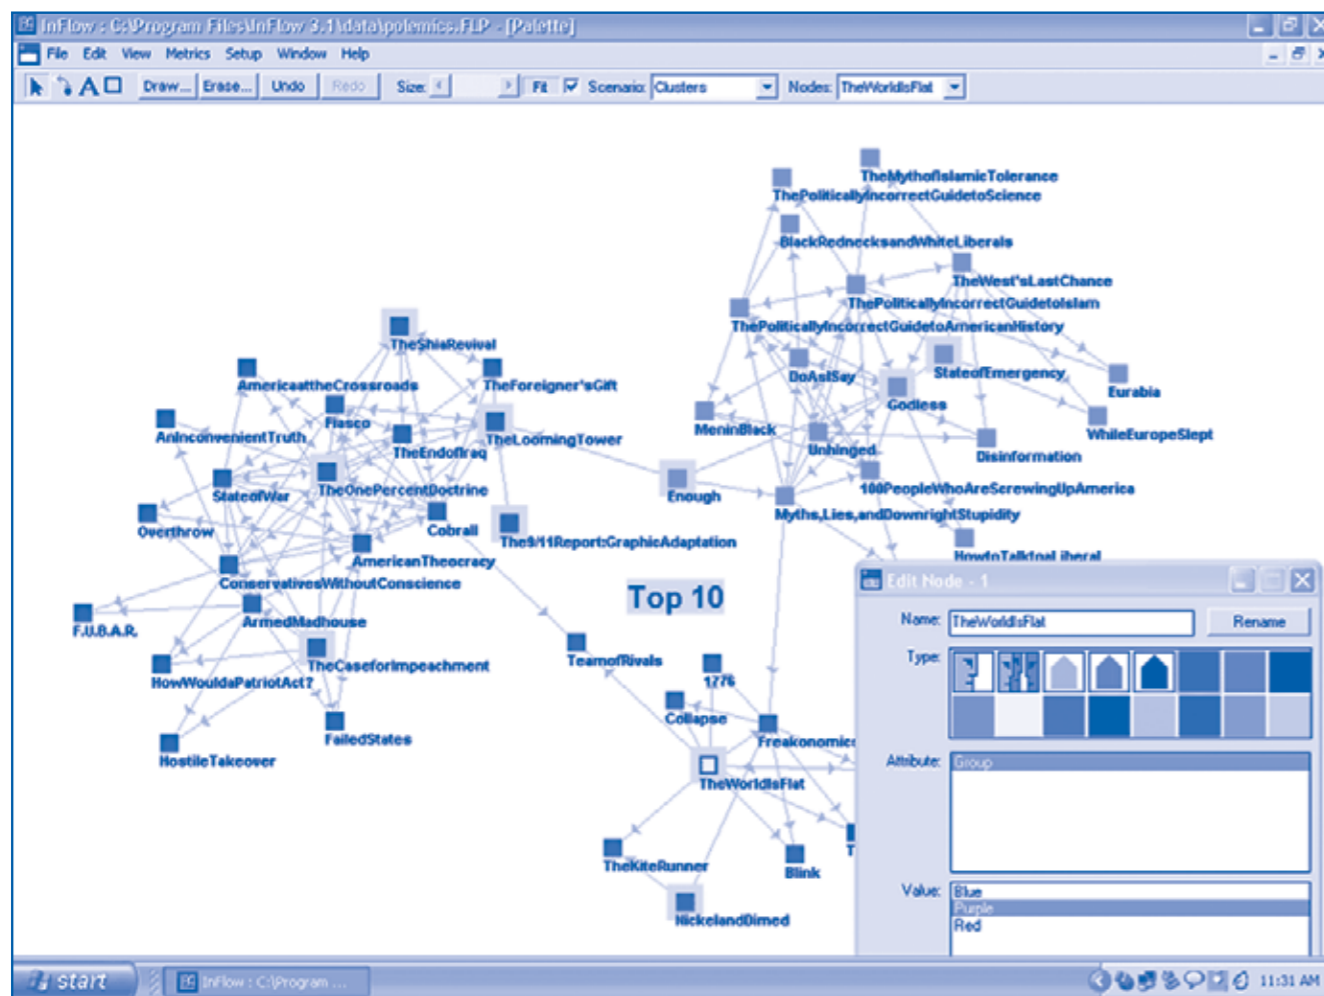 InFlow : C:\Program Files\InFlow 3.1\data\polemics.FLP - [Palette]
File Edit View Metrics Setup Window Help
A Draw... Erase... Undo Redo Size: Fit Scenario: Clusters Nodes: TheWorldIsFlat
TheMythofIslamicTolerance
ThePoliticallyIncorrectGuidetoScience
BlackRednecksandWhiteLiberals
TheWest'sLastChance
ThePoliticallyIncorrectGuidetoIslam
ThePoliticallyIncorrectGuidetoAmericanHistory
TheShiaRevival
StateofEmergency
DoAsISay
AmericaattheCrossroads
TheForeigner'sGift
Eurabia
Godless
Fiasco
MeninBlack
WhileEuropeSlept
AnInconvenientTruth
TheLoomingTower
Unhinged
TheEndofIraq
Disinformation
TheOnePercentDoctrine
100PeopleWhoAreScrewingUpAmerica
StateofWar
Enough
Myths,Lies,andDownrightStupidity
Overthrow
CobraII
The9/11Report:GraphicAdaptation
HowtoTalktoaLiberal
AmericanTheocracy
ConservativesWithoutConscience
Top 10
ArmedMadhouse
F.U.B.A.R.
TheCaseforImpeachment
TeamofRivals
HowWouldaPatriotAct?
1776
Collapse
FailedStates
Freakonomics
HostileTakeover
TheWorldIsFlat
T
TheKiteRunner
Blink
NickelandDimed
Edit Node - 1
Name: TheWorldIsFlat Rename
Type:
Attribute: Group
Value: Blue
Purple
Red
start InFlow : C:\Program ... 11:31 AM